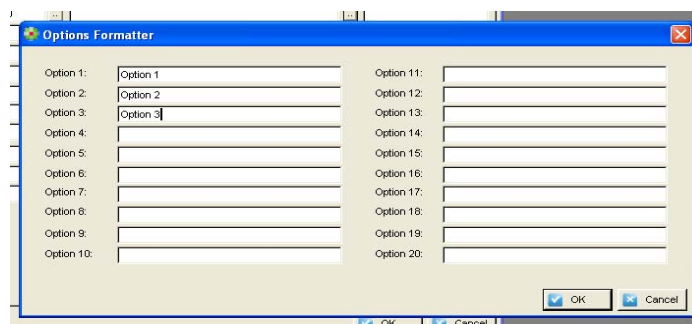 Options Formatter
Option 1: Option 1
Option 2: Option 2
Option 3: Option 3
Option 4:
Option 5:
Option 6:
Option 7:
Option 8:
Option 9:
Option 10:
Option 11:
Option 12:
Option 13:
Option 14:
Option 15:
Option 16:
Option 17:
Option 18:
Option 19:
Option 20:
OK Cancel
OK Cancel